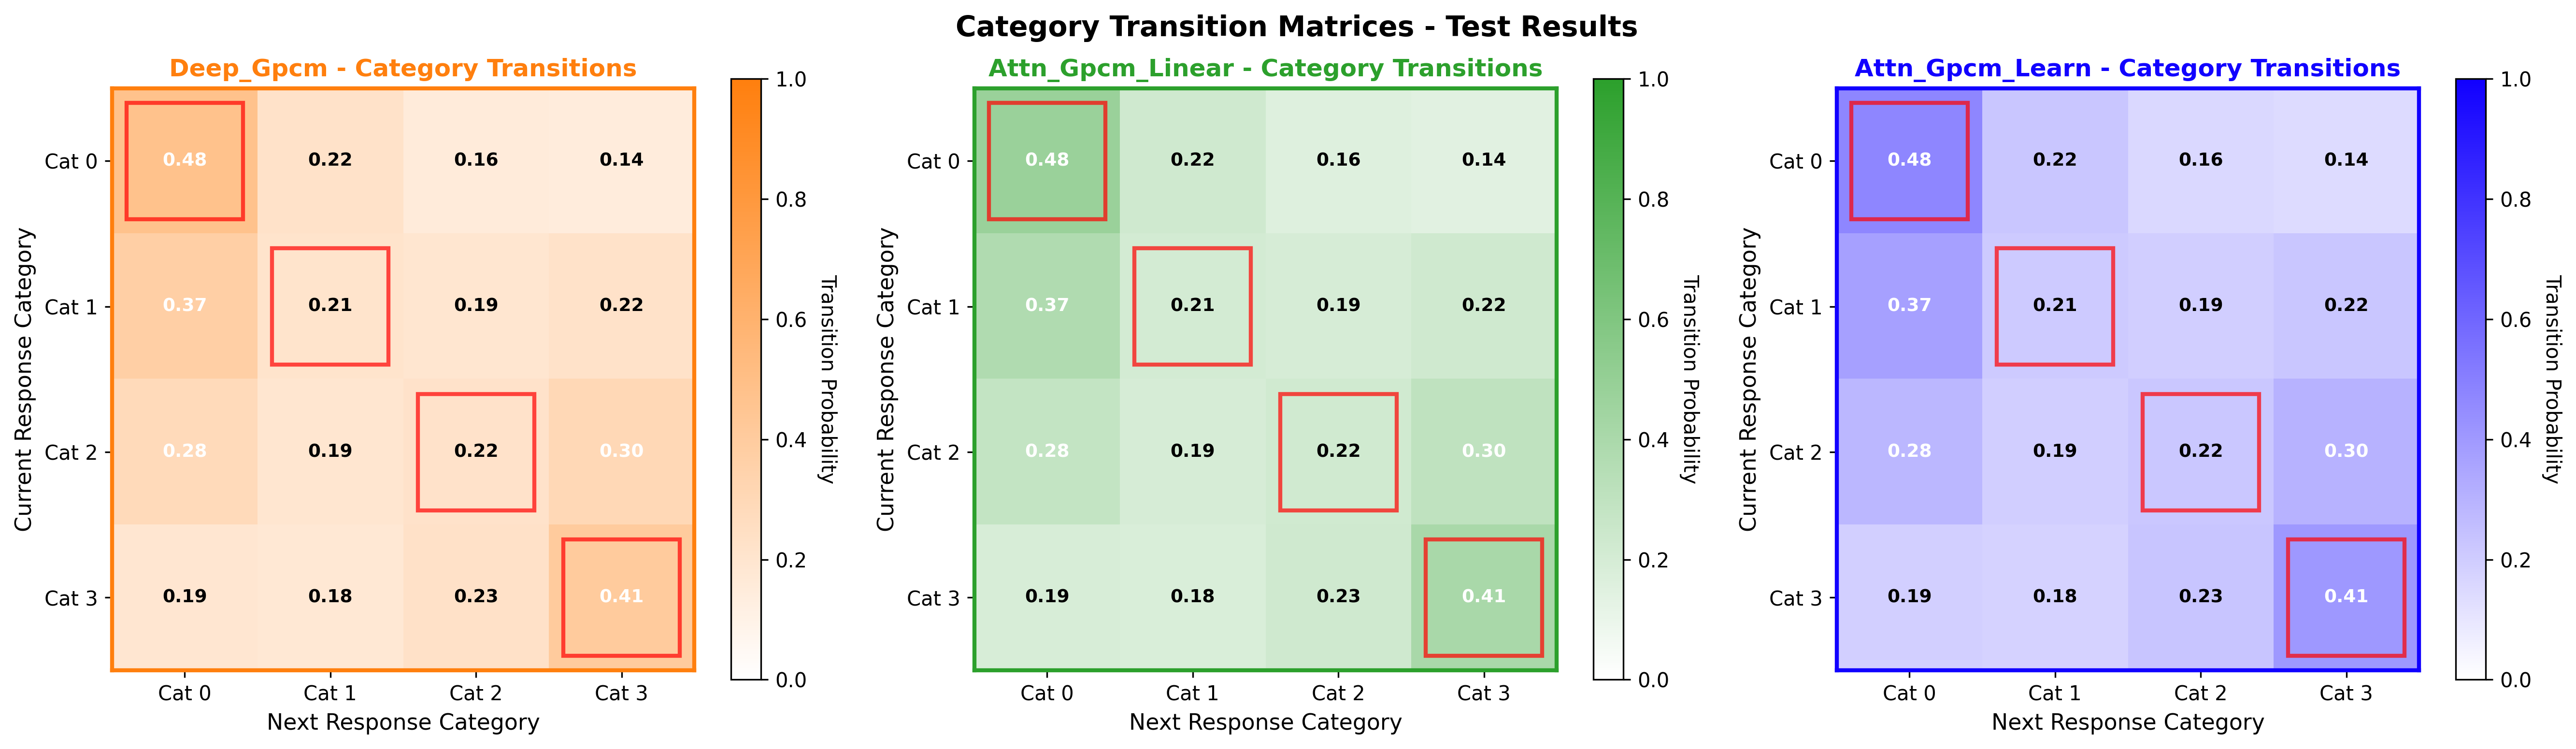 Category Transition Matrices - Test Results
Deep_Gpcm - Category Transitions
Current Response Category
Cat 0 0.48 0.22 0.16 0.14
Cat 1 0.37 0.21 0.19 0.22
Cat 2 0.28 0.19 0.22 0.30
Cat 3 0.19 0.18 0.23 0.41
Cat 0 Cat 1 Cat 2 Cat 3
Next Response Category
1.0
0.8
0.6
0.4
0.2
0.0
Transition Probability
Attn_Gpcm_Linear - Category Transitions
Current Response Category
Cat 0 0.48 0.22 0.16 0.14
Cat 1 0.37 0.21 0.19 0.22
Cat 2 0.28 0.19 0.22 0.30
Cat 3 0.19 0.18 0.23 0.41
Cat 0 Cat 1 Cat 2 Cat 3
Next Response Category
1.0
0.8
0.6
0.4
0.2
0.0
Transition Probability
Attn_Gpcm_Learn - Category Transitions
Current Response Category
Cat 0 0.48 0.22 0.16 0.14
Cat 1 0.37 0.21 0.19 0.22
Cat 2 0.28 0.19 0.22 0.30
Cat 3 0.19 0.18 0.23 0.41
Cat 0 Cat 1 Cat 2 Cat 3
Next Response Category
1.0
0.8
0.6
0.4
0.2
0.0
Transition Probability